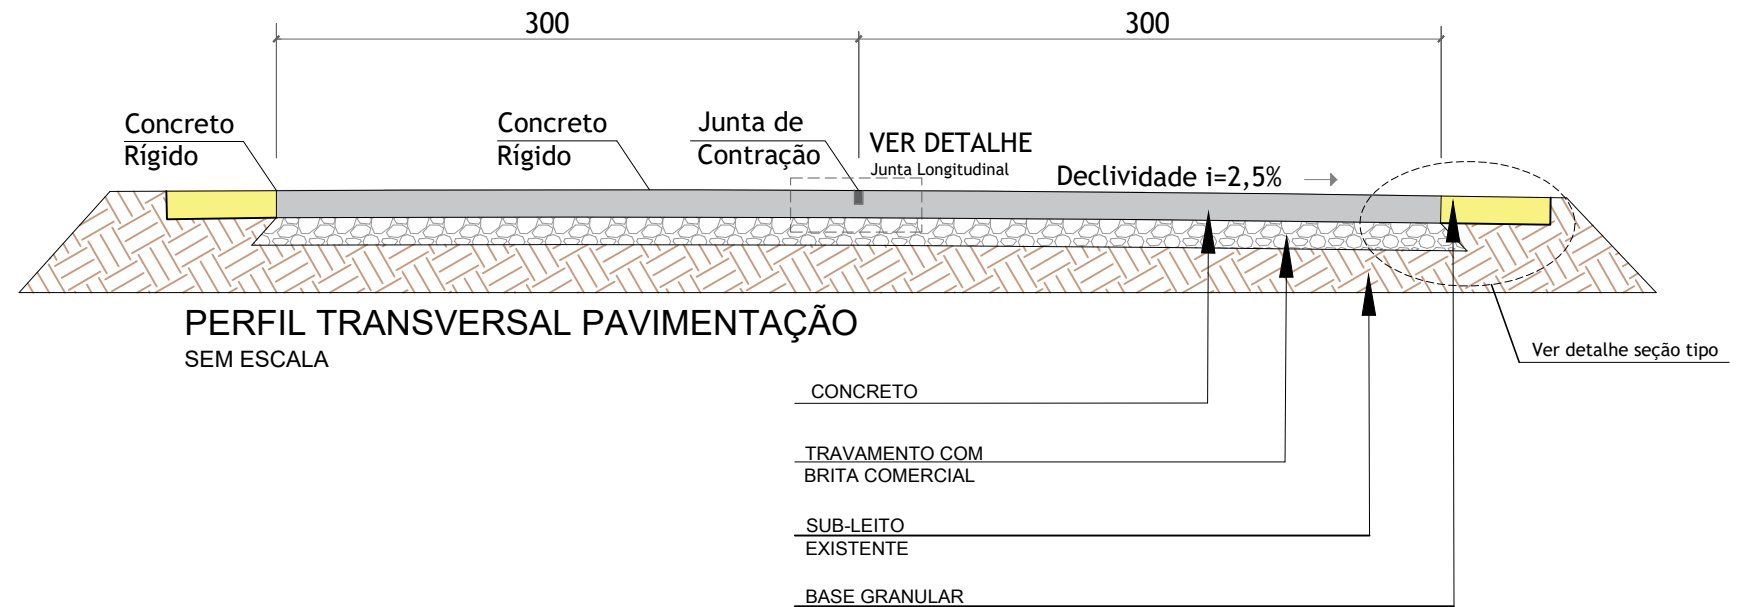 300
300
Concreto
Rígido
Concreto
Rígido
Junta de
Contração
VER DETALHE
Junta Longitudinal
Declividade i=2,5%
PERFIL TRANSVERSAL PAVIMENTAÇÃO
SEM ESCALA
Ver detalhe seção tipo
CONCRETO
TRAVAMENTO COM
BRITA COMERCIAL
SUB-LEITO
EXISTENTE
BASE GRANULAR